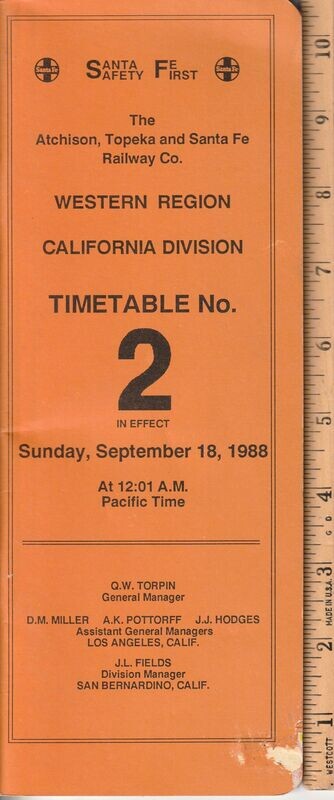 Santa Fe SANTA FE Santa Fe
SAFETY FIRST
The
Atchison, Topeka and Santa Fe
Railway Co.
WESTERN REGION
CALIFORNIA DIVISION
TIMETABLE No.
2
IN EFFECT
Sunday, September 18, 1988
At 12:01 A.M.
Pacific Time
Q.W. TORPIN
General Manager
D.M. MILLER A.K. POTTORFF J.J. HODGES
Assistant General Managers
LOS ANGELES, CALIF.
J.L. FIELDS
Division Manager
SAN BERNARDINO, CALIF.
10
9
8
7
6
5
4
3
2
1
MADE IN U.S.A.
WESTCOTT